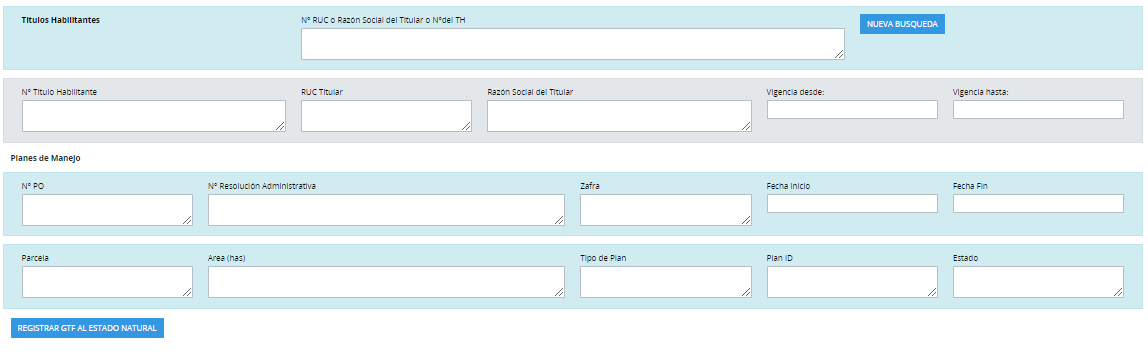 Títulos Habilitantes
N° RUC o Razón Social del Titular o N°del TH
NUEVA BUSQUEDA
N° Título Habilitante
RUC Titular
Razón Social del Titular
Vigencia desde:
Vigencia hasta:
Planes de Manejo
N° PO
N° Resolución Administrativa
Zafra
Fecha Inicio
Fecha Fin
Parcela
Area (has)
Tipo de Plan
Plan ID
Estado
REGISTRAR GTF AL ESTADO NATURAL